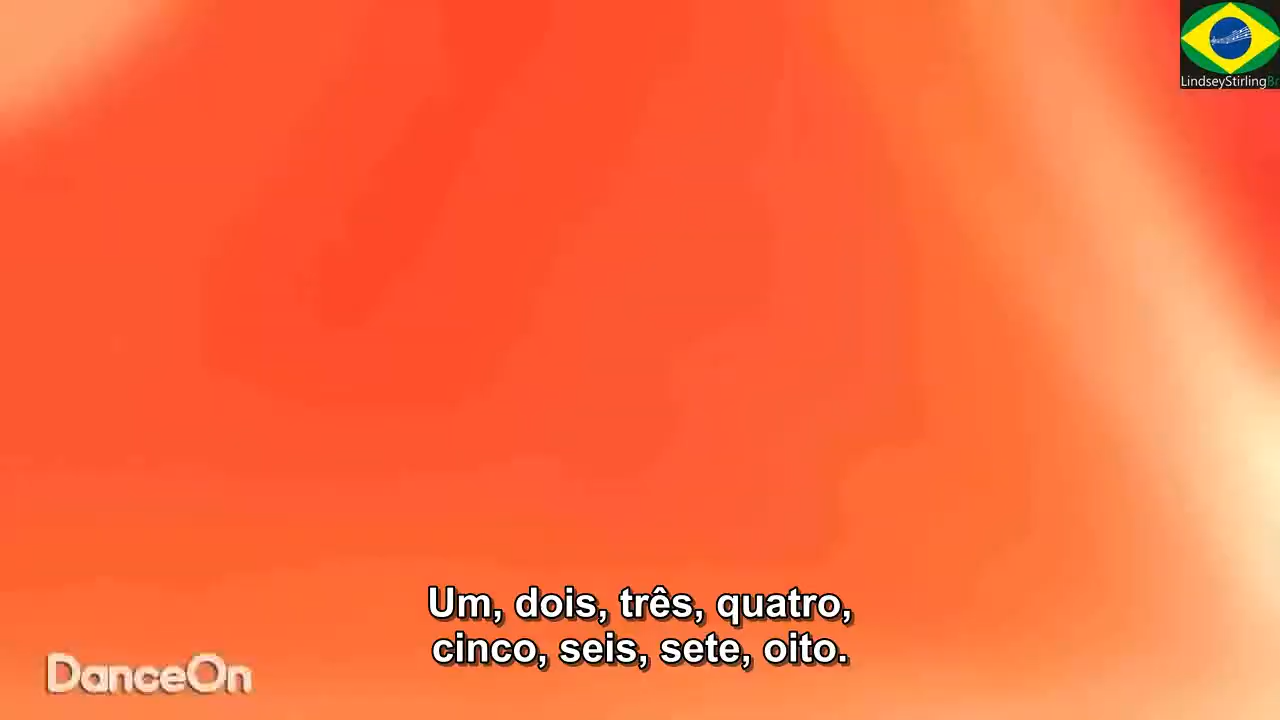 LindseyStirlingBr
Um, dois, três, quatro,
cinco, seis, sete, oito.
DanceOn